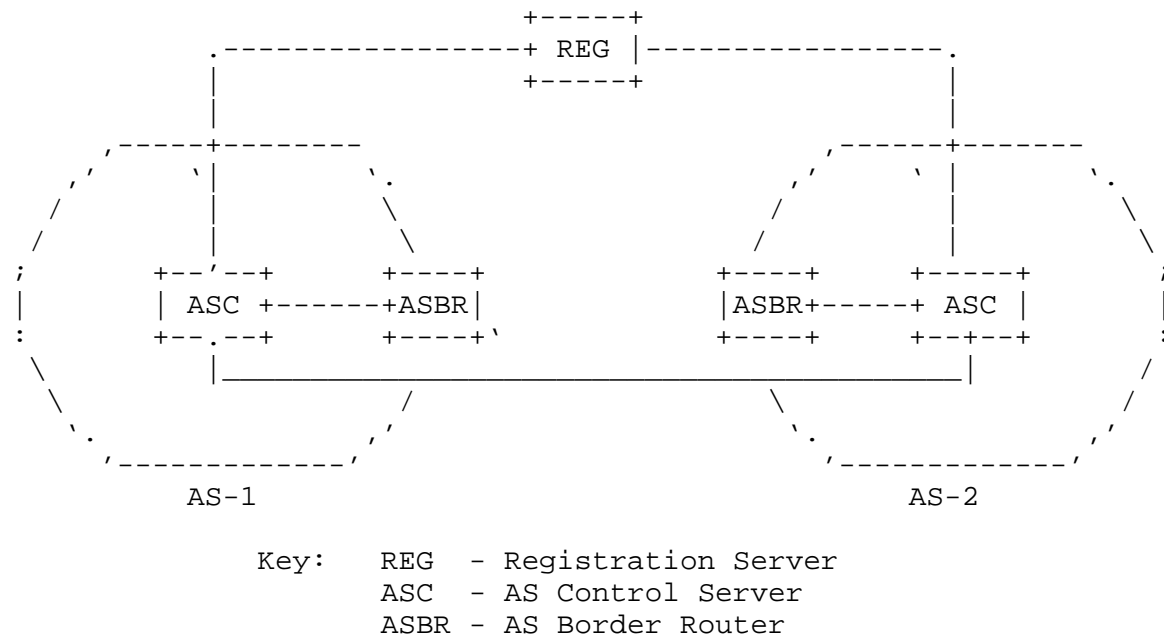 REG
ASC ASBR ASBR ASC
AS-1 AS-2
Key: REG - Registration Server
ASC - AS Control Server
ASBR - AS Border Router